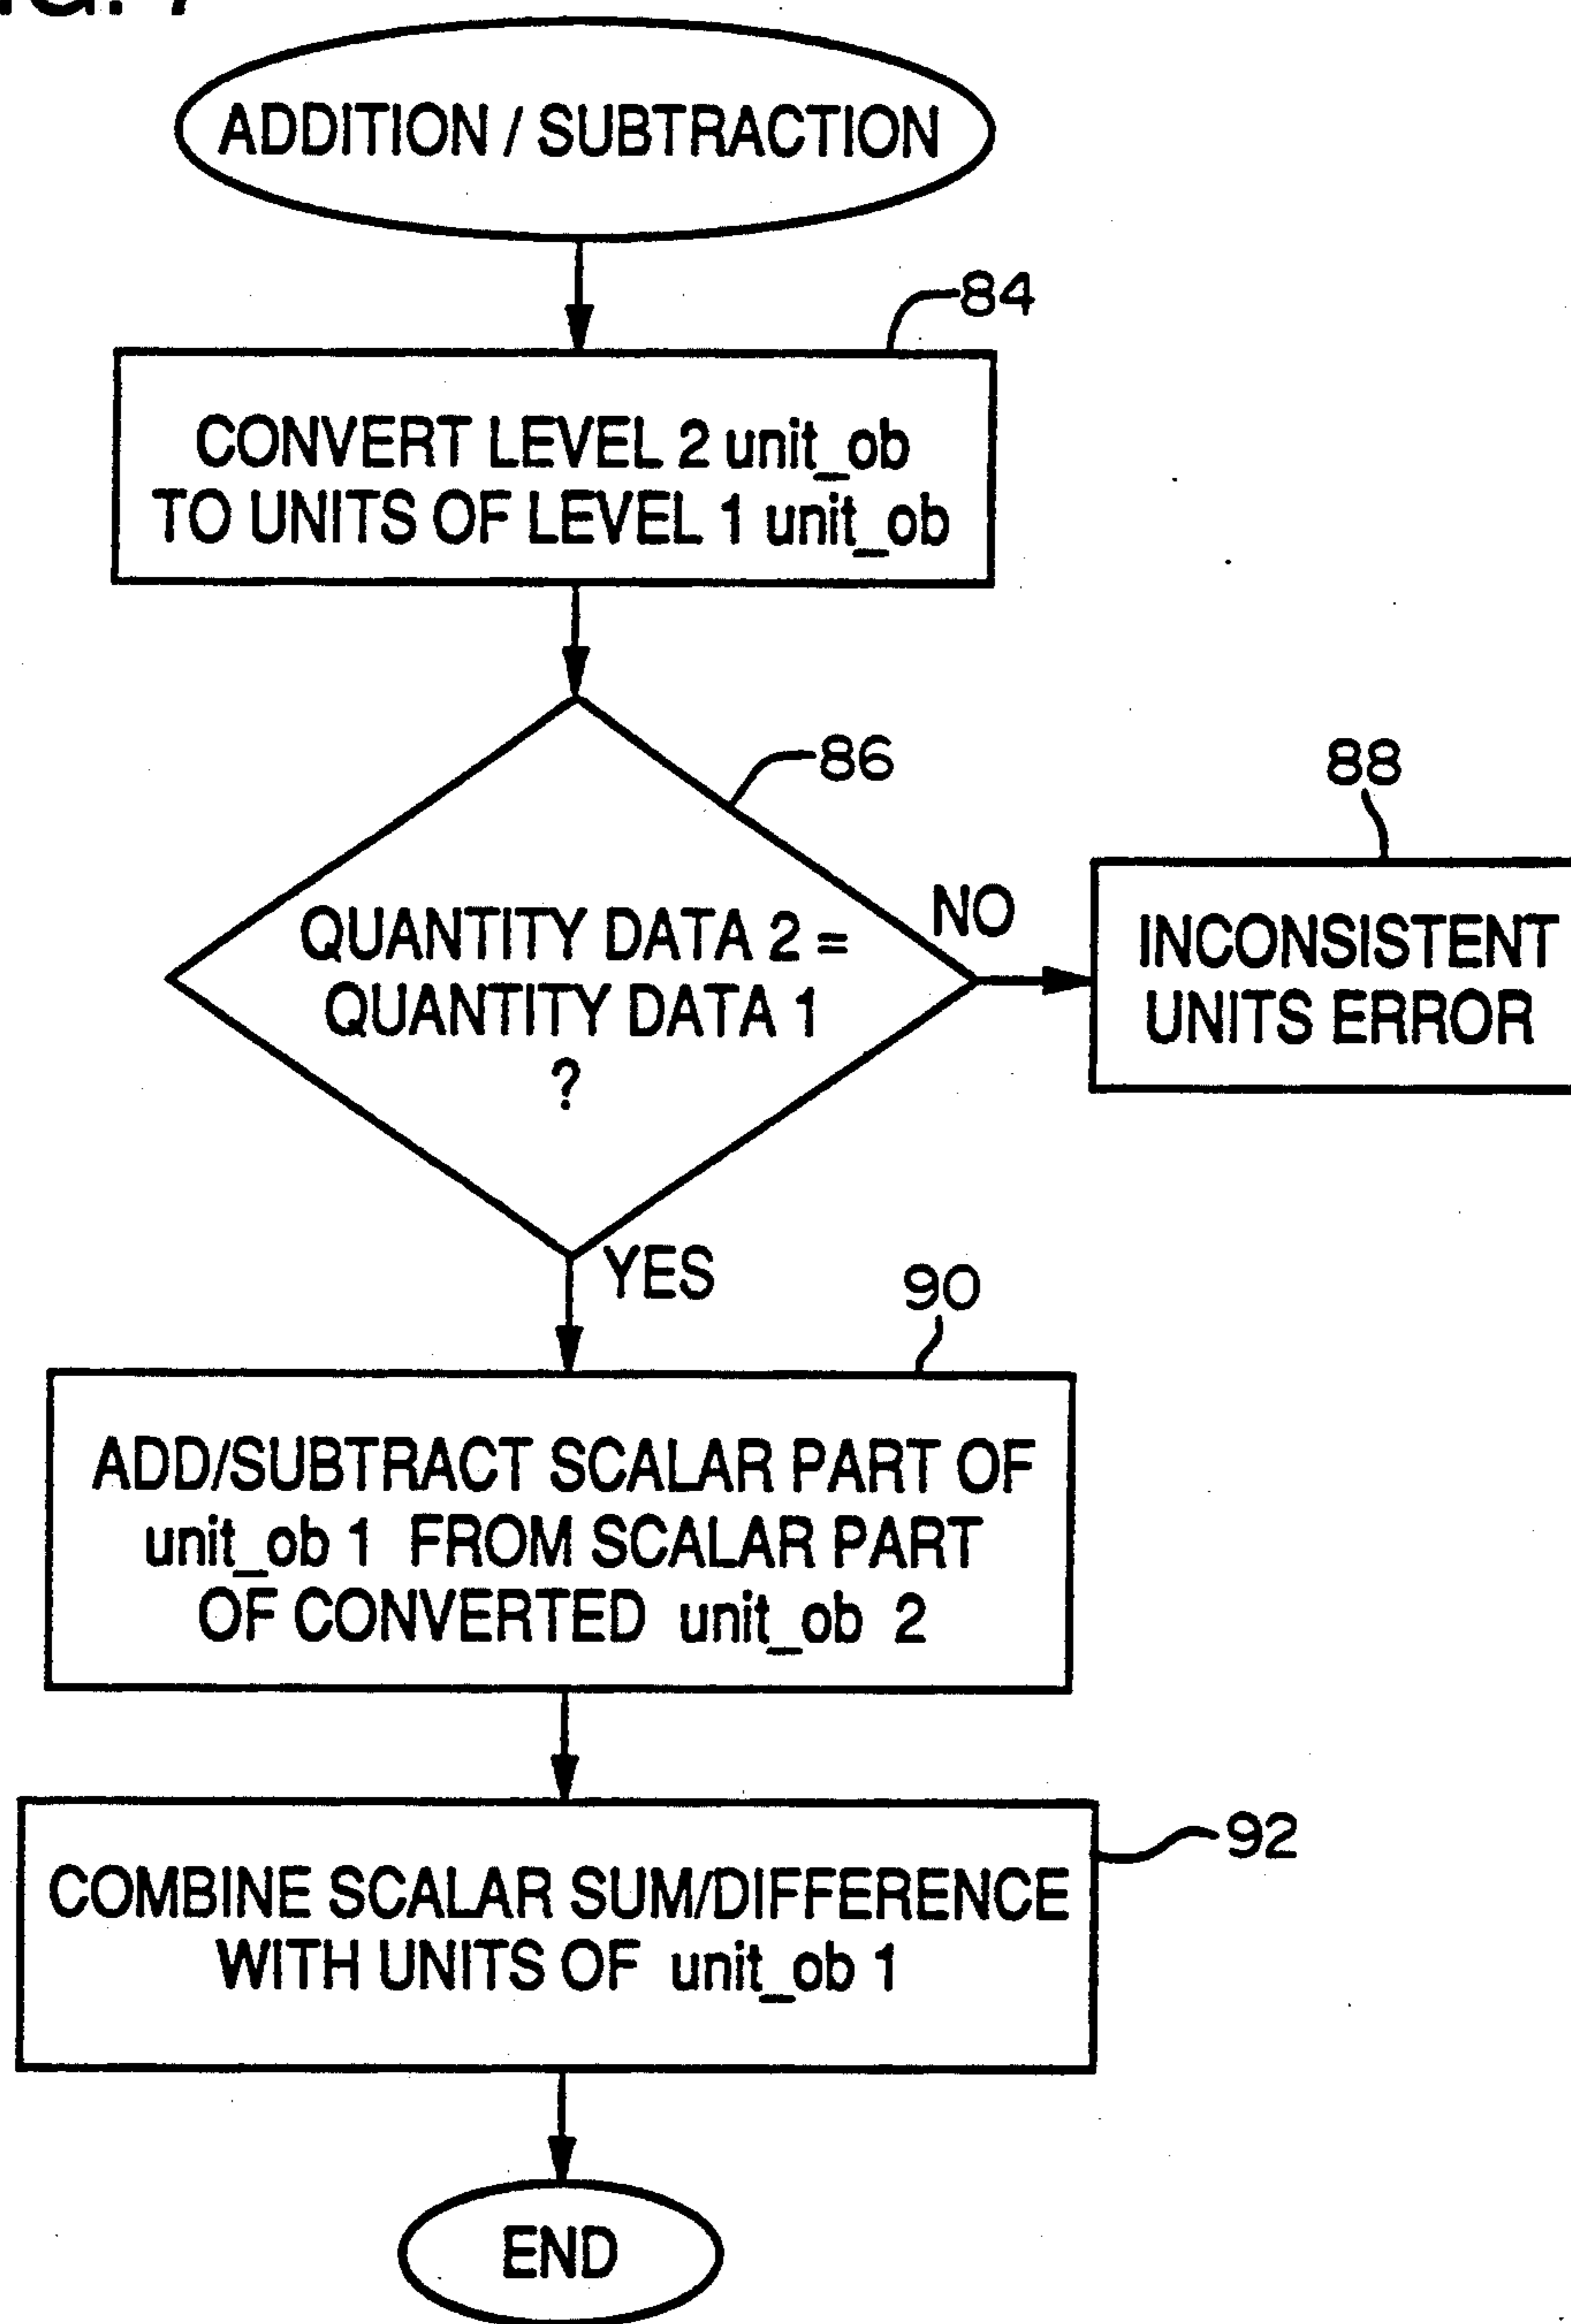 ADDITION / SUBTRACTION
84
CONVERT LEVEL 2 unit_ob
TO UNITS OF LEVEL 1 unit_ob
86
88
QUANTITY DATA 2 =
QUANTITY DATA 1
?
NO
INCONSISTENT
UNITS ERROR
YES
90
ADD/SUBTRACT SCALAR PART OF
unit_ob 1 FROM SCALAR PART
OF CONVERTED unit_ob 2
92
COMBINE SCALAR SUM/DIFFERENCE
WITH UNITS OF unit_ob 1
END